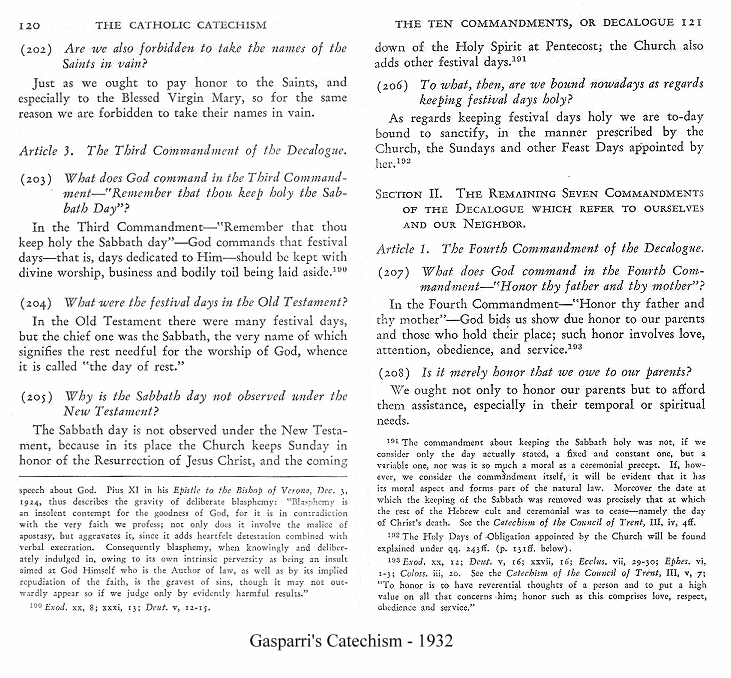 120 THE CATHOLIC CATECHISM
(202) Are we also forbidden to take the names of the
Saints in vain?
Just as we ought to pay honor to the Saints, and
especially to the Blessed Virgin Mary, so for the same
reason we are forbidden to take their names in vain.
Article 3. The Third Commandment of the Decalogue.
(203) What does God command in the Third Command-
ment—"Remember that thou keep holy the Sab-
bath Day"?
In the Third Commandment—"Remember that thou
keep holy the Sabbath day"—God commands that festival
days—that is, days dedicated to Him—should be kept with
divine worship, business and bodily toil being laid aside.¹⁹⁰
(204) What were the festival days in the Old Testament?
In the Old Testament there were many festival days,
but the chief one was the Sabbath, the very name of which
signifies the rest needful for the worship of God, whence
it is called "the day of rest."
(205) Why is the Sabbath day not observed under the
New Testament?
The Sabbath day is not observed under the New Testa-
ment, because in its place the Church keeps Sunday in
honor of the Resurrection of Jesus Christ, and the coming
speech about God. Pius XI in his Epistle to the Bishop of Verona, Dec. 3,
1924, thus describes the gravity of deliberate blasphemy: "Blasphemy is
an insolent contempt for the goodness of God, for it is in contradiction
with the very faith we profess; not only does it involve the malice of
apostasy, but aggravates it, since it adds heartfelt detestation combined with
verbal execration. Consequently blasphemy, when knowingly and deliber-
ately indulged in, owing to its own intrinsic perversity as being an insult
aimed at God Himself who is the Author of law, as well as by its implied
repudiation of the faith, is the gravest of sins, though it may not out-
wardly appear so if we judge only by evidently harmful results."
¹⁹⁰ Exod. xx, 8; xxxi, 13; Deut. v, 12-15.
THE TEN COMMANDMENTS, OR DECALOGUE 121
down of the Holy Spirit at Pentecost; the Church also
adds other festival days.¹⁹¹
(206) To what, then, are we bound nowadays as regards
keeping festival days holy?
As regards keeping festival days holy we are to-day
bound to sanctify, in the manner prescribed by the
Church, the Sundays and other Feast Days appointed by
her.¹⁹²
SECTION II. THE REMAINING SEVEN COMMANDMENTS
OF THE DECALOGUE WHICH REFER TO OURSELVES
AND OUR NEIGHBOR.
Article 1. The Fourth Commandment of the Decalogue.
(207) What does God command in the Fourth Com-
mandment—"Honor thy father and thy mother"?
In the Fourth Commandment—"Honor thy father and
thy mother"—God bids us show due honor to our parents
and those who hold their place; such honor involves love,
attention, obedience, and service.¹⁹³
(208) Is it merely honor that we owe to our parents?
We ought not only to honor our parents but to afford
them assistance, especially in their temporal or spiritual
needs.
¹⁹¹ The commandment about keeping the Sabbath holy was not, if we
consider only the day actually stated, a fixed and constant one, but a
variable one, nor was it so much a moral as a ceremonial precept. If, how-
ever, we consider the commandment itself, it will be evident that it has
its moral aspect and forms part of the natural law. Moreover the date at
which the keeping of the Sabbath was removed was precisely that at which
the rest of the Hebrew cult and ceremonial was to cease—namely the day
of Christ's death. See the Catechism of the Council of Trent, III, iv, 4ff.
¹⁹² The Holy Days of Obligation appointed by the Church will be found
explained under qq. 243ff. (p. 131ff. below).
¹⁹³ Exod. xx, 12; Deut. v, 16; xxvii, 16; Ecclus. vii, 29-30; Ephes. vi,
1-3; Coloss. iii, 20. See the Catechism of the Council of Trent, III, v, 7;
"To honor is to have reverential thoughts of a person and to put a high
value on all that concerns him; honor such as this comprises love, respect,
obedience and service."
Gasparri's Catechism - 1932